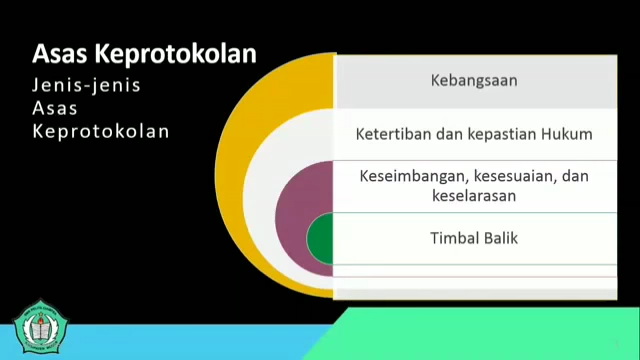 Asas Keprotokolan
Jenis-jenis
Asas
Keprotokolan
Kebangsaan
Ketertiban dan kepastian Hukum
Keseimbangan, kesesuaian, dan
keselarasan
Timbal Balik